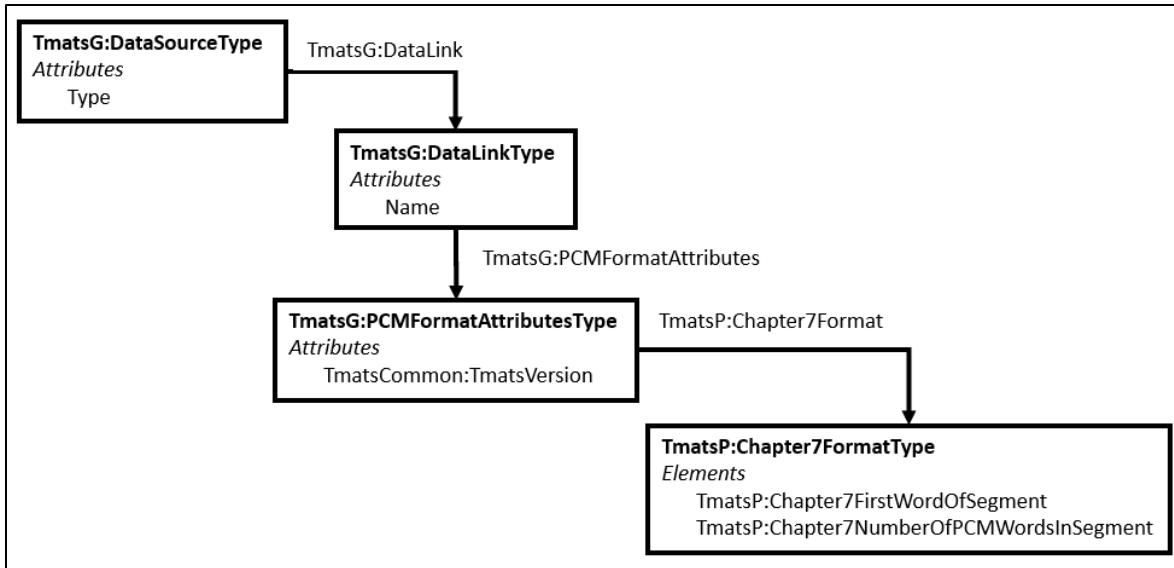 TmatsG:DataSourceType
Attributes
Type
TmatsG:DataLink
TmatsG:DataLinkType
Attributes
Name
TmatsG:PCMFormatAttributes
TmatsG:PCMFormatAttributesType
Attributes
TmatsCommon:TmatsVersion
TmatsP:Chapter7Format
TmatsP:Chapter7FormatType
Elements
TmatsP:Chapter7FirstWordOfSegment
TmatsP:Chapter7NumberOfPCMWordsInSegment